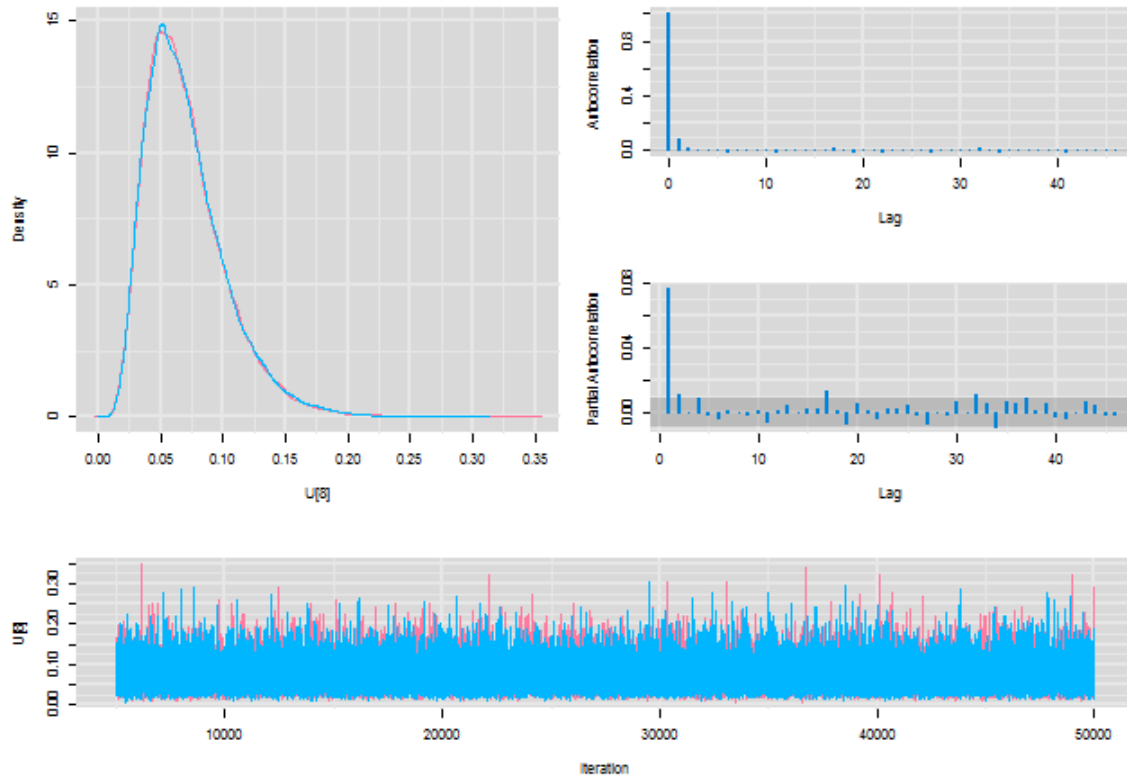 15
10
5
0
Density
0.00 0.05 0.10 0.15 0.20 0.25 0.30 0.35
U[8]
0.8
0.4
0.0
Autocorrelation
0 10 20 30 40
Lag
0.08
0.04
0.00
Partial Autocorrelation
0 10 20 30 40
Lag
0.30
0.20
0.10
0.00
U[8]
10000 20000 30000 40000 50000
Iteration